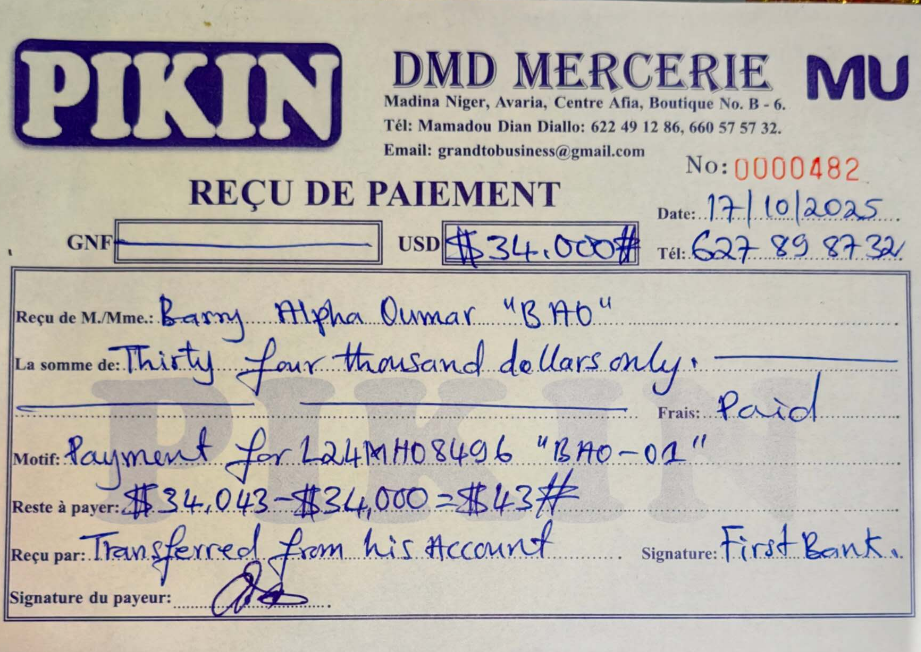 PIKIN
DMD MERCERIE
MU
Madina Niger, Avaria, Centre Afia, Boutique No. B - 6.
Tél: Mamadou Dian Diallo: 622 49 12 86, 660 57 57 32.
Email: grandtobusiness@gmail.com
No: 0000482
REÇU DE PAIEMENT
Date: 17/10/2025
GNF USD $34.000#
Tél: 627 89 87 32
Reçu de M./Mme.: Barry Alpha Oumar "BAO"
La somme de: Thirty four thousand dollars only.
Frais: Paid
Motif: Payment for L24MH08496 "BAO-01"
Reste à payer: $34,043-$34,000=$43#
Reçu par: Transferred from his Account Signature: First Bank.
Signature du payeur:
PIKIN